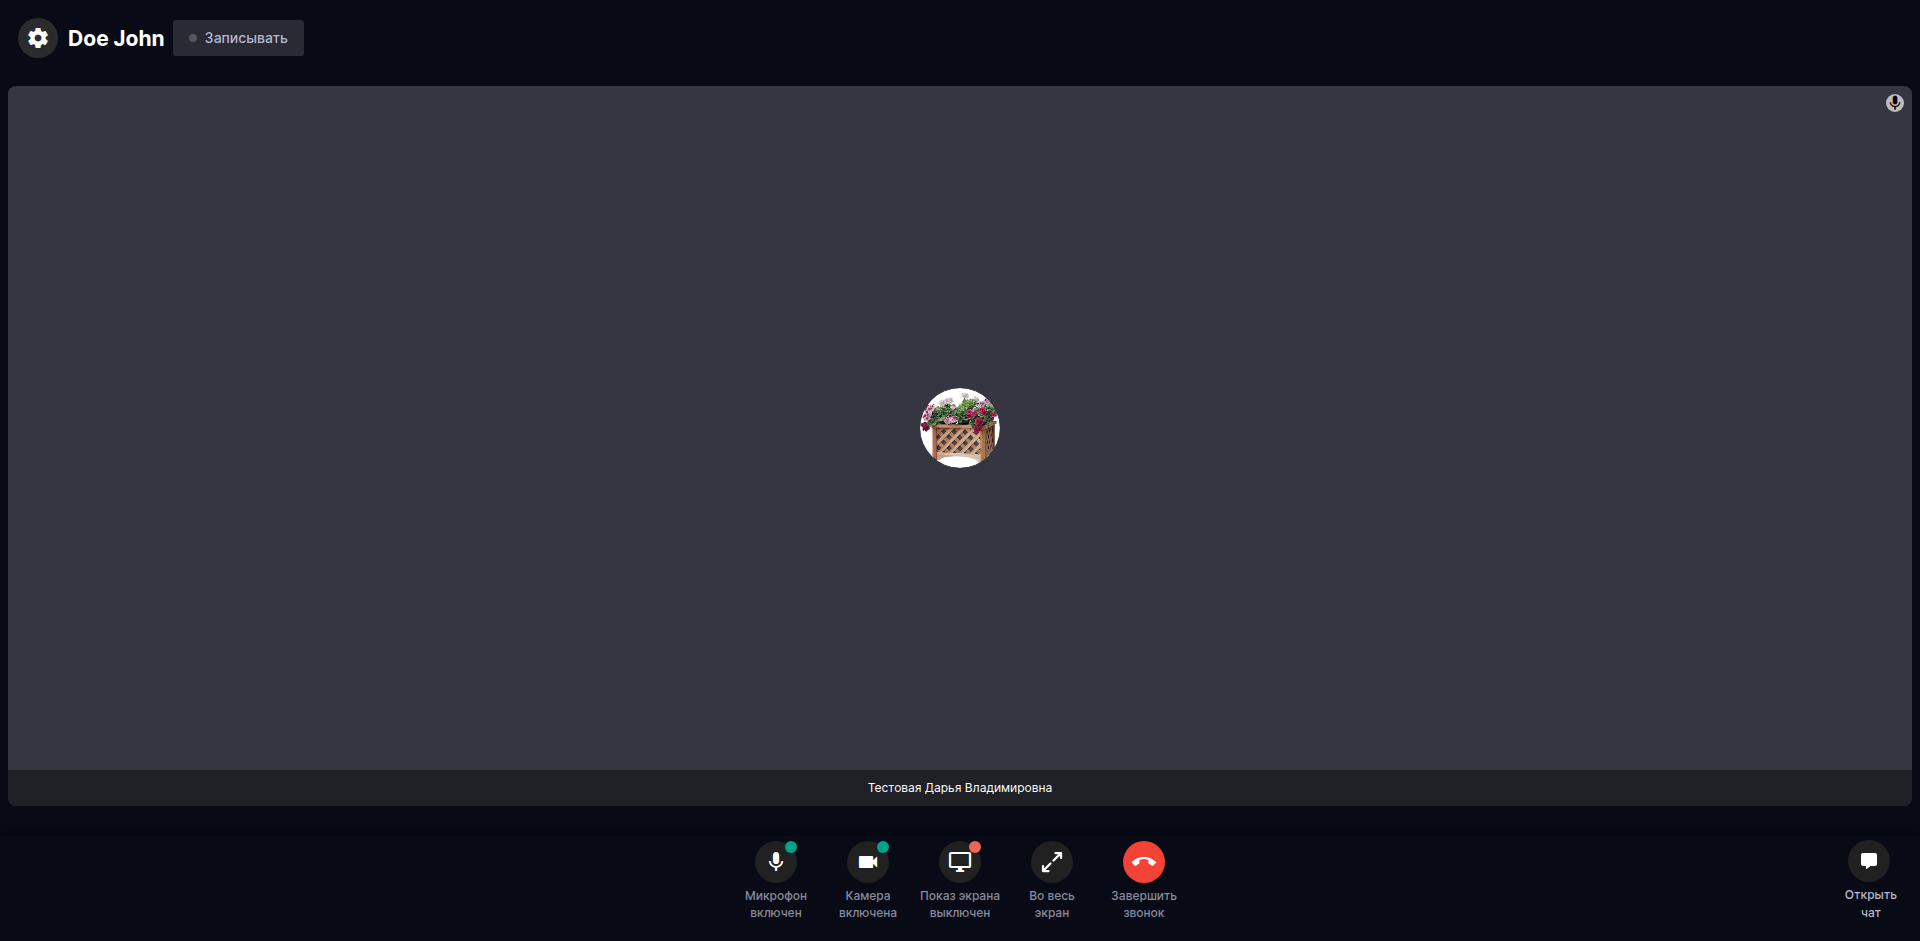 Doe John
Записывать
Тестовая Дарья Владимировна
Микрофон
включен
Камера
включена
Показ экрана
выключен
Во весь
экран
Завершить
звонок
Открыть
чат